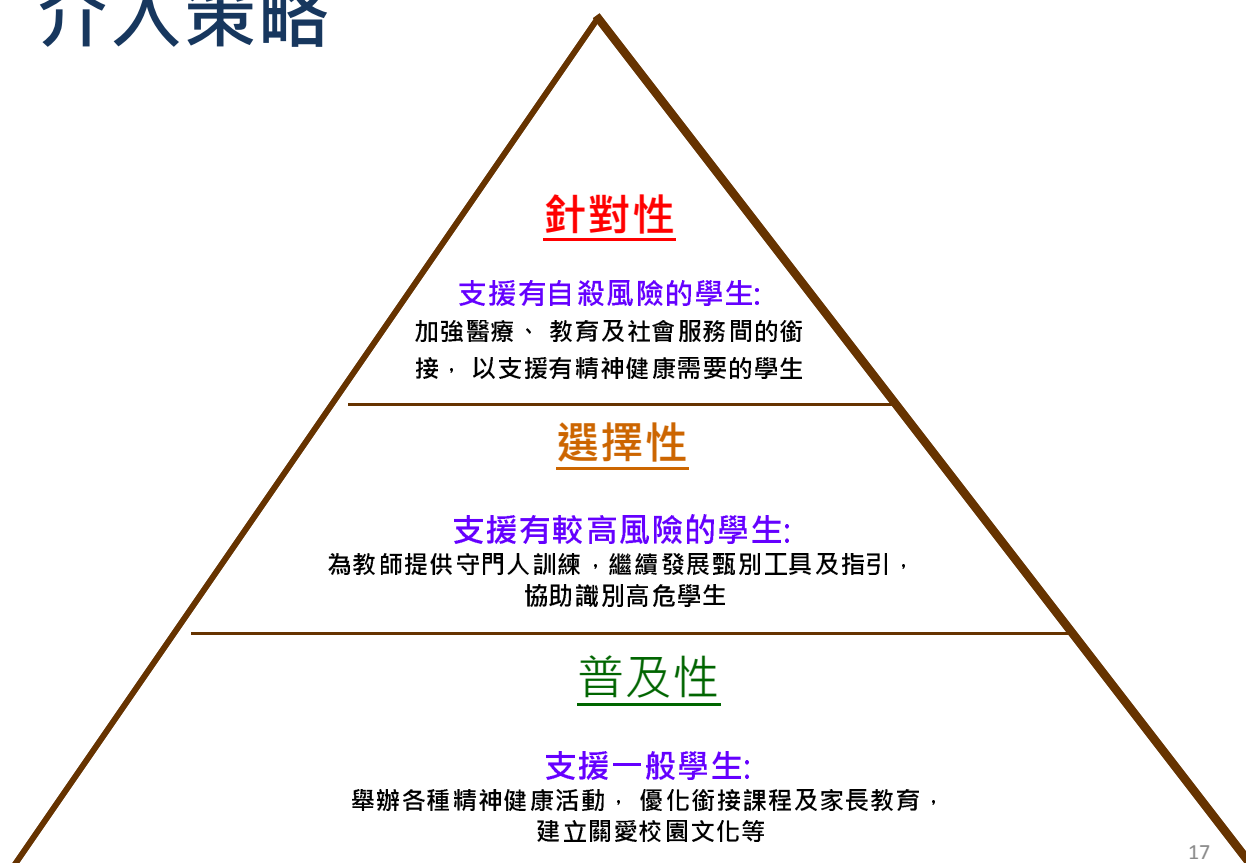 介入策略
針對性
支援有自殺風險的學生:
加強醫療、 教育及社會服務間的銜
接， 以支援有精神健康需要的學生
選擇性
支援有較高風險的學生:
為教師提供守門人訓練，繼續發展甄別工具及指引，
協助識別高危學生
普及性
支援一般學生:
舉辦各種精神健康活動， 優化銜接課程及家長教育，
建立關愛校園文化等
17